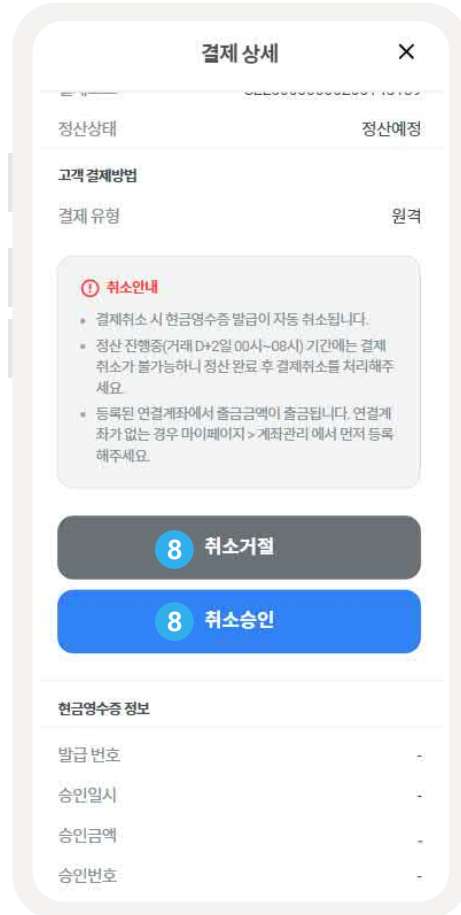 결제 상세 ×
정산상태 정산예정
고객 결제방법
결제 유형 원격
취소안내
• 결제취소 시 현금영수증 발급이 자동 취소됩니다.
• 정산 진행중(거래 D+2일 00시~08시) 기간에는 결제
취소가 불가능하니 정산 완료 후 결제취소를 처리해주
세요.
• 등록된 연결계좌에서 출금금액이 출금됩니다. 연결계
좌가 없는 경우 마이페이지 > 계좌관리 에서 먼저 등록
해주세요.
8 취소거절
8 취소승인
현금영수증 정보
발급 번호 -
승인일시 -
승인금액 -
승인번호 -